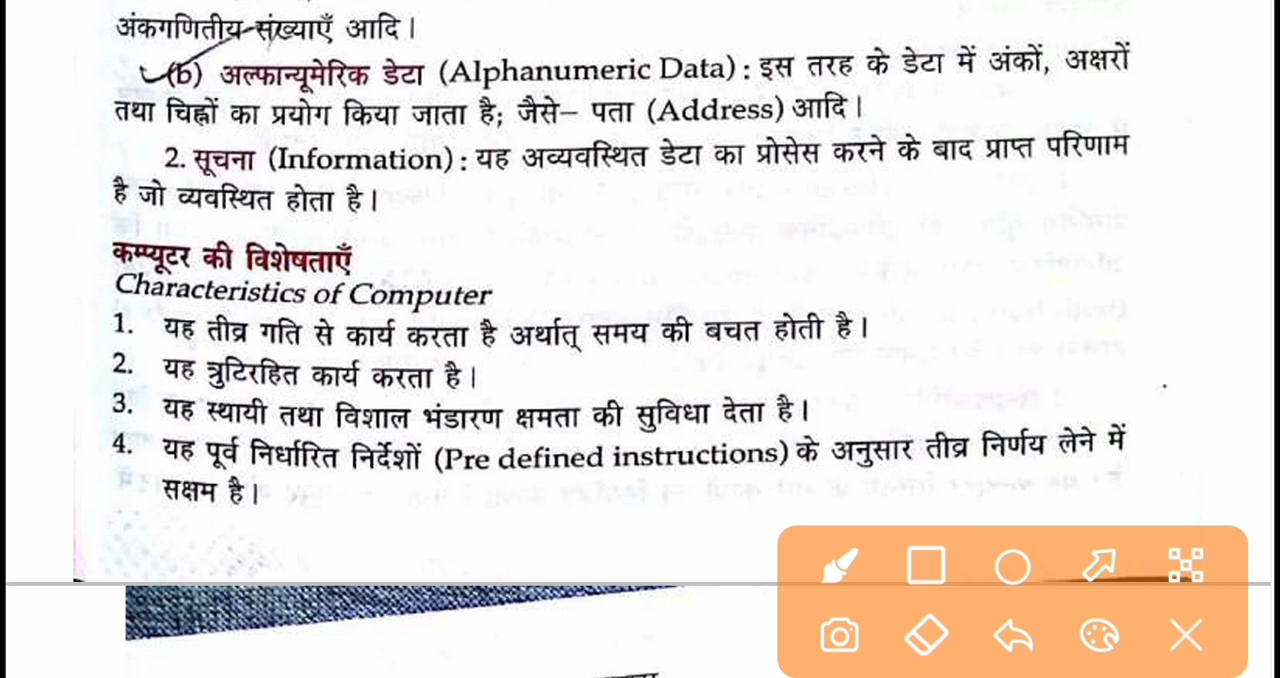 अंकगणितीय संख्याएँ आदि।
(b) अल्फान्यूमेरिक डेटा (Alphanumeric Data) : इस तरह के डेटा में अंकों, अक्षरों
तथा चिह्नों का प्रयोग किया जाता है; जैसे– पता (Address) आदि।
2. सूचना (Information) : यह अव्यवस्थित डेटा का प्रोसेस करने के बाद प्राप्त परिणाम
है जो व्यवस्थित होता है।
कम्प्यूटर की विशेषताएँ
Characteristics of Computer
1. यह तीव्र गति से कार्य करता है अर्थात् समय की बचत होती है।
2. यह त्रुटिरहित कार्य करता है।
3. यह स्थायी तथा विशाल भंडारण क्षमता की सुविधा देता है।
4. यह पूर्व निर्धारित निर्देशों (Pre defined instructions) के अनुसार तीव्र निर्णय लेने में
सक्षम है।